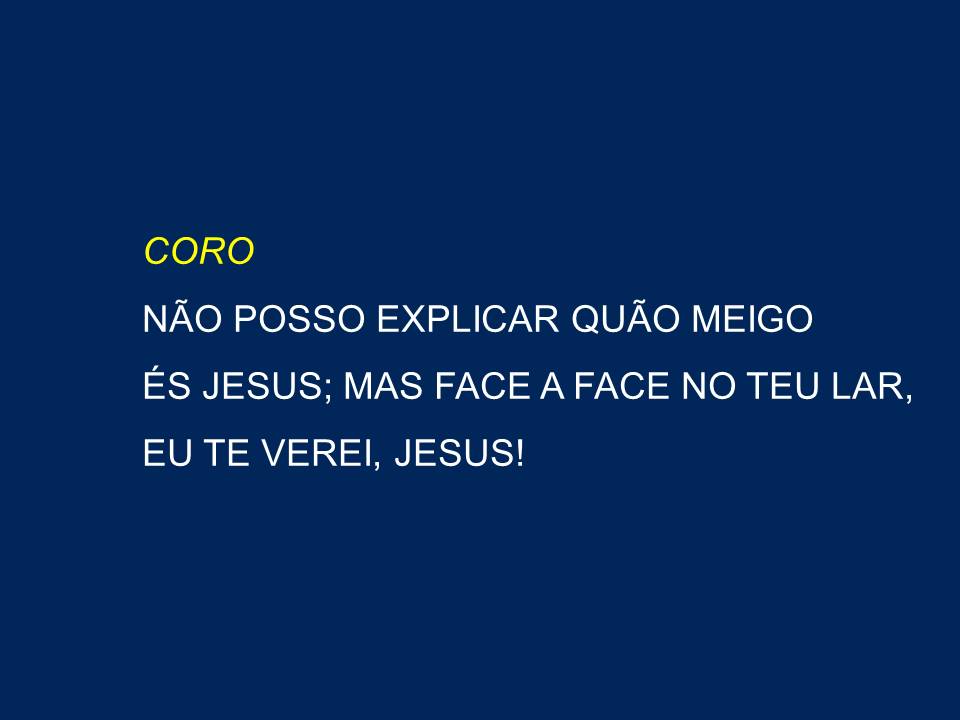 CORO
NÃO POSSO EXPLICAR QUÃO MEIGO
ÉS JESUS; MAS FACE A FACE NO TEU LAR,
EU TE VEREI, JESUS!